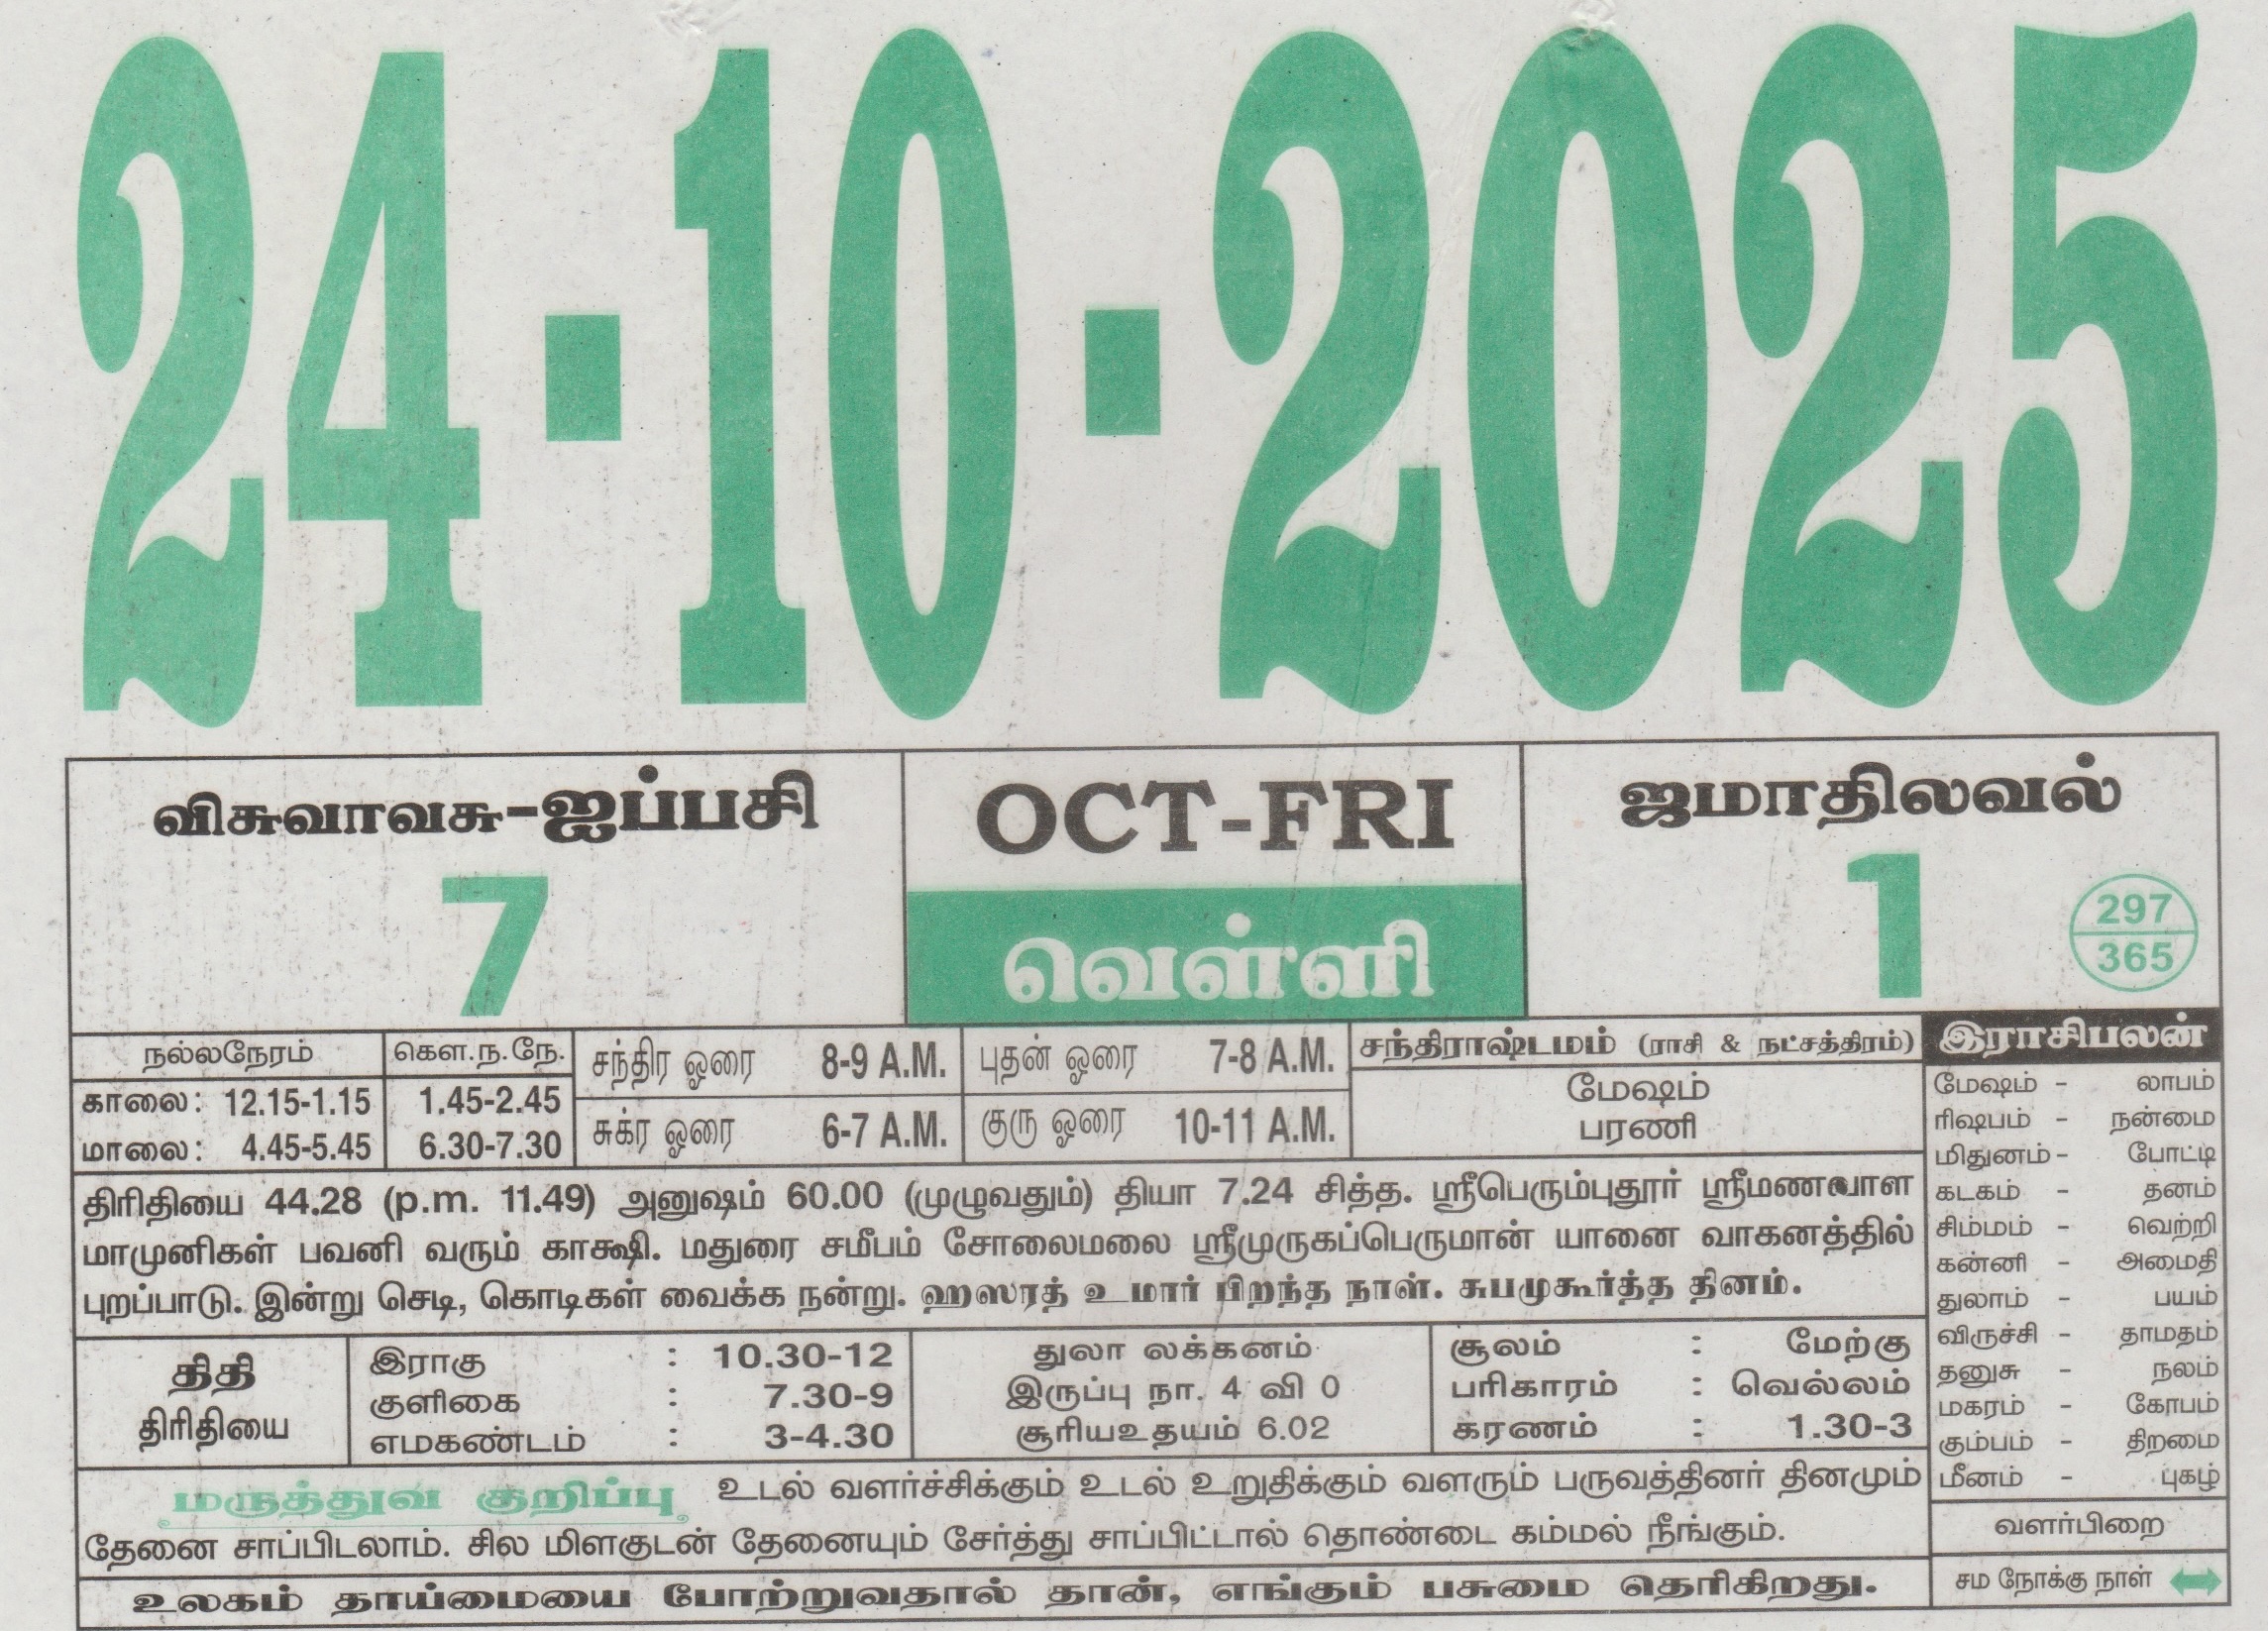 24-10-2025
விசுவாவசு-ஐப்பசி
7
OCT-FRI
வெள்ளி
ஜமாதிலவல்
1
297
365
நல்லநேரம்
காலை: 12.15-1.15
மாலை: 4.45-5.45
கௌ.ந.நே.
1.45-2.45
6.30-7.30
சந்திர ஓரை 8-9 A.M.
சுக்ர ஓரை 6-7 A.M.
புதன் ஓரை 7-8 A.M.
குரு ஓரை 10-11 A.M.
சந்திராஷ்டமம் (ராசி & நட்சத்திரம்)
மேஷம்
பரணி
திரிதியை 44.28 (p.m. 11.49) அனுஷம் 60.00 (முழுவதும்) தியா 7.24 சித்த. ஸ்ரீபெரும்புதூர் ஸ்ரீமணவாள
மாமுனிகள் பவனி வரும் காக்ஷி. மதுரை சமீபம் சோலைமலை ஸ்ரீமுருகப்பெருமான் யானை வாகனத்தில்
புறப்பாடு. இன்று செடி, கொடிகள் வைக்க நன்று. ஹஸரத் உமார் பிறந்த நாள். சுபமுகூர்த்த தினம்.
திதி
திரிதியை
இராகு : 10.30-12
குளிகை : 7.30-9
எமகண்டம் : 3-4.30
துலா லக்கனம்
இருப்பு நா. 4 வி 0
சூரியஉதயம் 6.02
சூலம் : மேற்கு
பரிகாரம் : வெல்லம்
கரணம் : 1.30-3
மருத்துவ குறிப்பு உடல் வளர்ச்சிக்கும் உடல் உறுதிக்கும் வளரும் பருவத்தினர் தினமும்
தேனை சாப்பிடலாம். சில மிளகுடன் தேனையும் சேர்த்து சாப்பிட்டால் தொண்டை கம்மல் நீங்கும்.
உலகம் தாய்மையை போற்றுவதால் தான், எங்கும் பசுமை தெரிகிறது.
இராசிபலன்
மேஷம் - லாபம்
ரிஷபம் - நன்மை
மிதுனம் - போட்டி
கடகம் - தனம்
சிம்மம் - வெற்றி
கன்னி - அமைதி
துலாம் - பயம்
விருச்சி - தாமதம்
தனுசு - நலம்
மகரம் - கோபம்
கும்பம் - திறமை
மீனம் - புகழ்
வளர்பிறை
சம நோக்கு நாள்